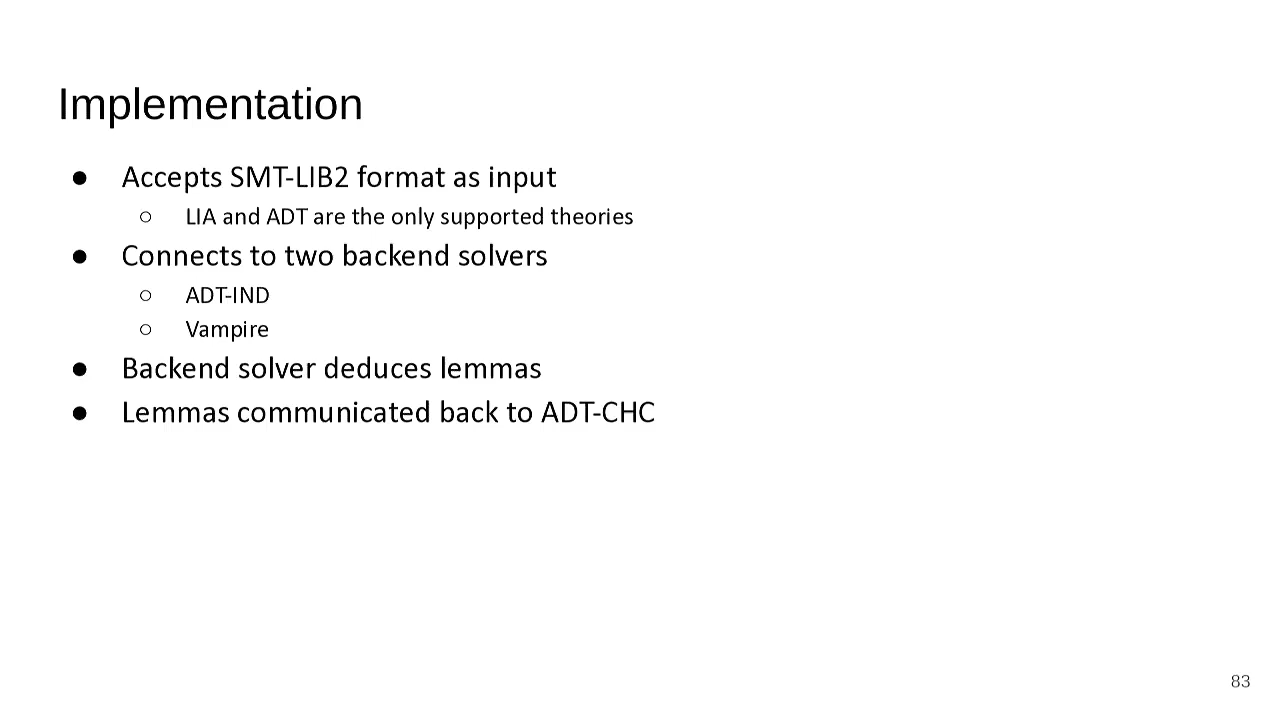 Implementation
● Accepts SMT-LIB2 format as input
○ LIA and ADT are the only supported theories
● Connects to two backend solvers
○ ADT-IND
○ Vampire
● Backend solver deduces lemmas
● Lemmas communicated back to ADT-CHC
83